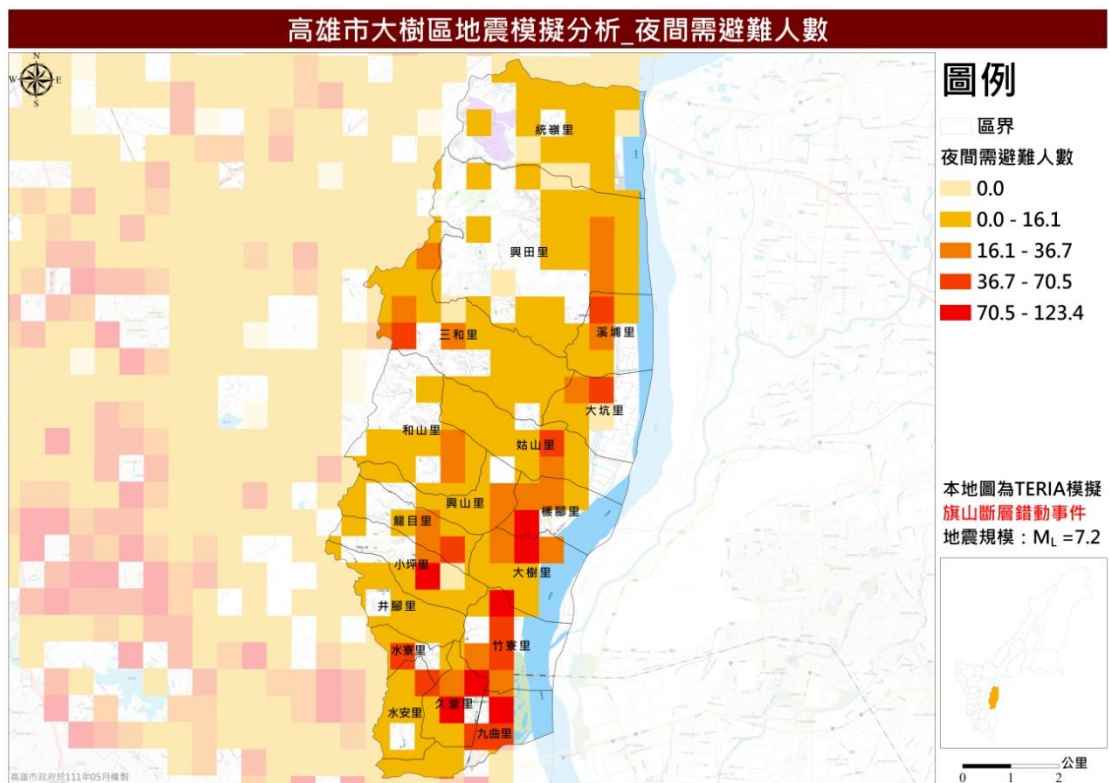 高雄市大樹區地震模擬分析_夜間需避難人數
N
W
E
S
圖例
區界
夜間需避難人數
0.0
0.0 - 16.1
16.1 - 36.7
36.7 - 70.5
70.5 - 123.4
統嶺里
興田里
三和里
溪埔里
大坑里
和山里
姑山里
興山里
樣腳里
龍目里
小坪里
大樹里
井腳里
竹寮里
水寮里
久堂里
水安里
九曲里
本地圖為TERIA模擬
旗山斷層錯動事件
地震規模：ML =7.2
公里
0 1 2
高雄市政府於111年05月繪製